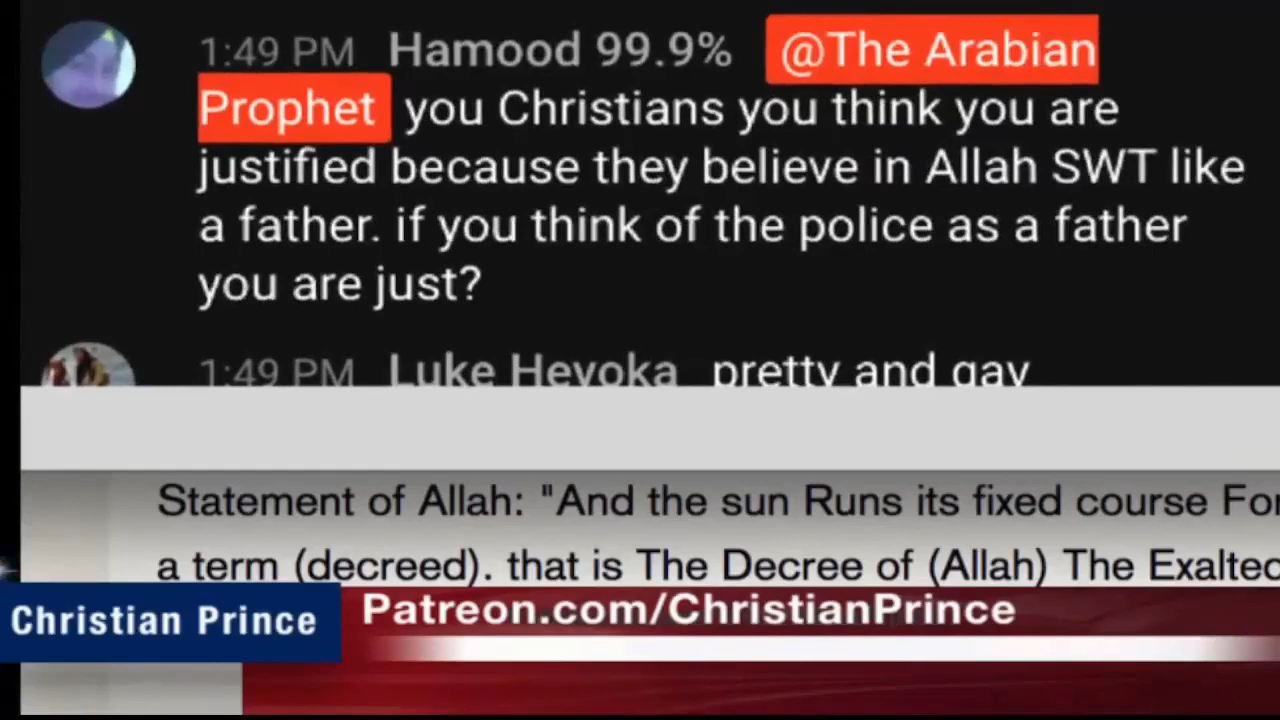 1:49 PM Hamood 99.9% @The Arabian
Prophet you Christians you think you are
justified because they believe in Allah SWT like
a father. if you think of the police as a father
you are just?
1:49 PM Luke Heyoka pretty and gay
Statement of Allah: "And the sun Runs its fixed course For
a term (decreed). that is The Decree of (Allah) The Exalted
Christian Prince
Patreon.com/ChristianPrince